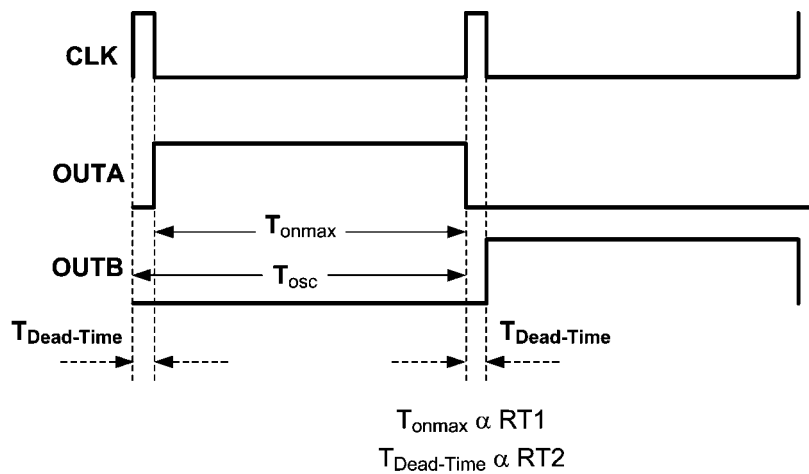 CLK
OUTA
Tonmax
OUTB
Tosc
TDead-Time
TDead-Time
Tonmax α RT1
TDead-Time α RT2